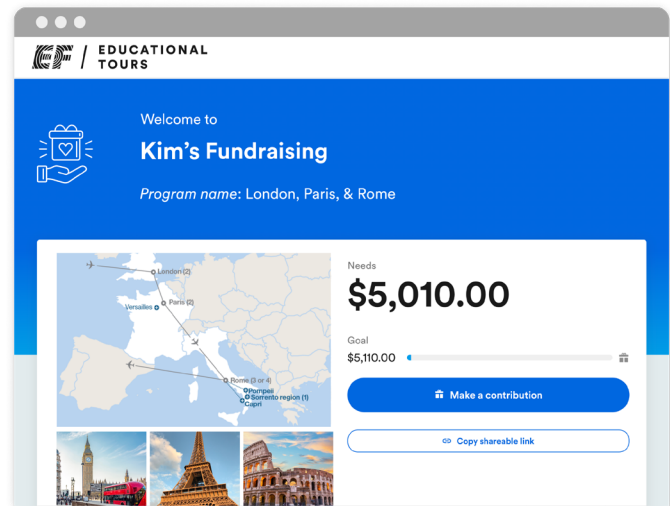 EF / EDUCATIONAL
TOURS
Welcome to
Kim's Fundraising
Program name: London, Paris, & Rome
London (2)
Paris (2)
Versailles
Rome (3 or 4)
Pompeii
Sorrento region (1)
Capri
Needs
$5,010.00
Goal
$5,110.00
Make a contribution
Copy shareable link